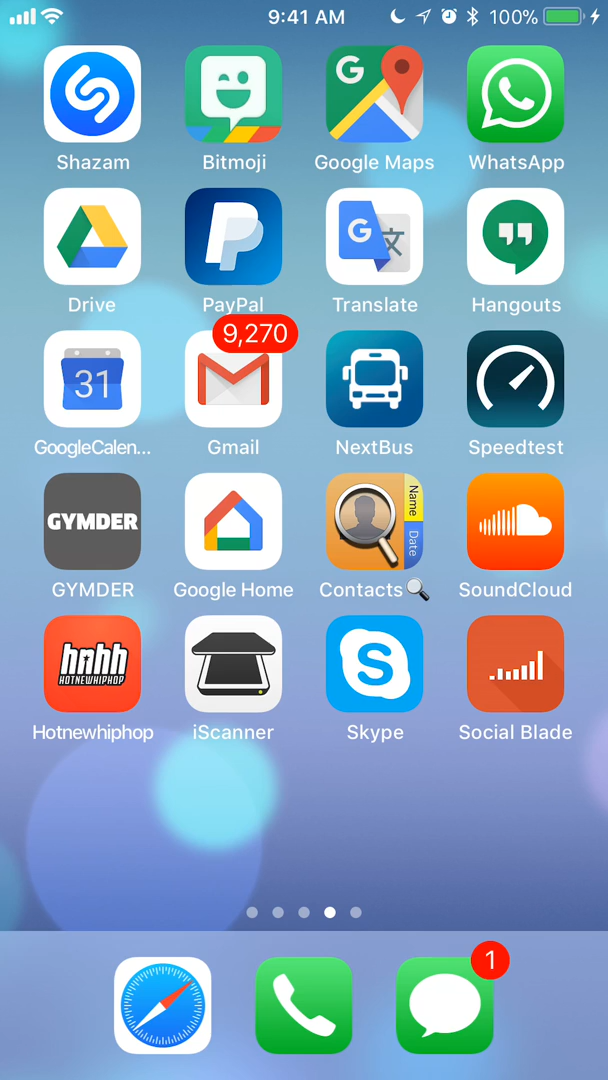 9:41 AM 100%
Shazam Bitmoji Google Maps WhatsApp
Drive PayPal Translate Hangouts
9,270
31
GoogleCalen... Gmail NextBus Speedtest
GYMDER
Name
Date
GYMDER Google Home Contacts SoundCloud
hnhh
HOTNEWHIPHOP
Hotnewhiphop iScanner Skype Social Blade
1